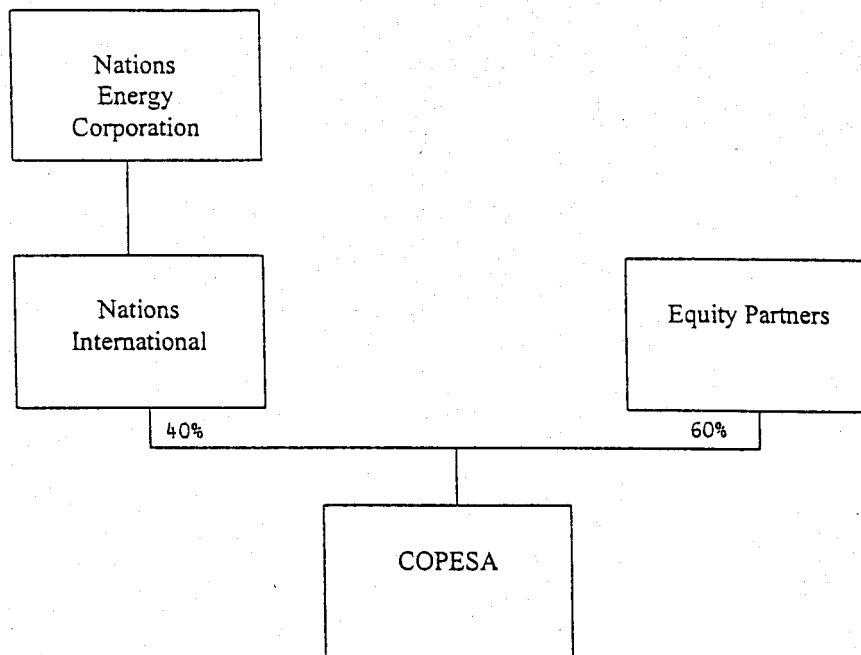 Nations
Energy
Corporation
Nations
International
Equity Partners
40%
60%
COPESA